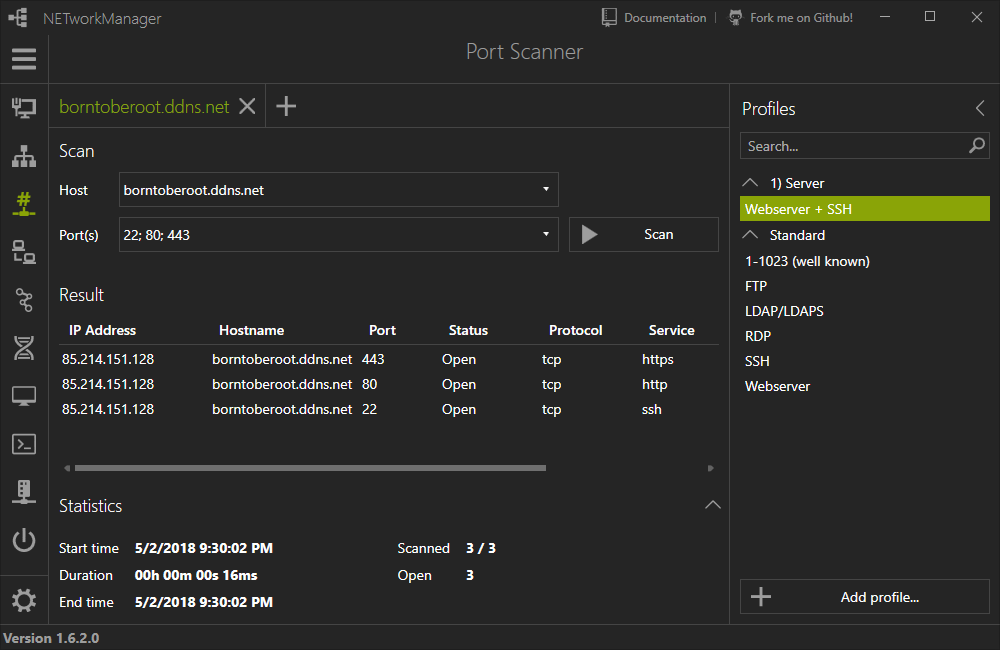 NETworkManager
Documentation
Fork me on Github!
Port Scanner
borntoberoot.ddns.net
Scan
Host borntoberoot.ddns.net
Port(s) 22; 80; 443 Scan
Result
IP Address Hostname Port Status Protocol Service
85.214.151.128 borntoberoot.ddns.net 443 Open tcp https
85.214.151.128 borntoberoot.ddns.net 80 Open tcp http
85.214.151.128 borntoberoot.ddns.net 22 Open tcp ssh
Statistics
Start time 5/2/2018 9:30:02 PM Scanned 3 / 3
Duration 00h 00m 00s 16ms Open 3
End time 5/2/2018 9:30:02 PM
Profiles
Search...
1) Server
Webserver + SSH
Standard
1-1023 (well known)
FTP
LDAP/LDAPS
RDP
SSH
Webserver
Add profile...
Version 1.6.2.0